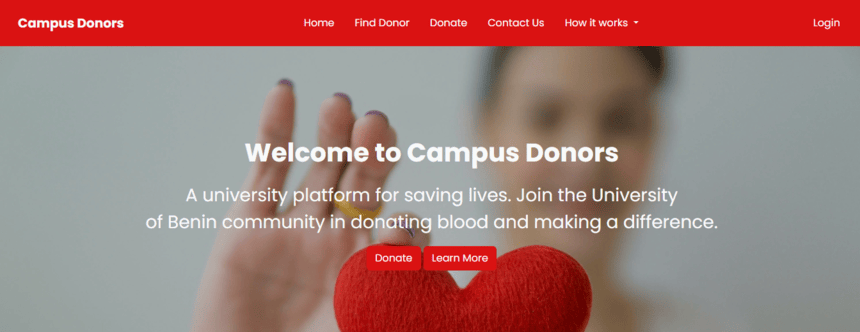 Campus Donors
Home Find Donor Donate Contact Us How it works
Login
Welcome to Campus Donors
A university platform for saving lives. Join the University
of Benin community in donating blood and making a difference.
Donate Learn More